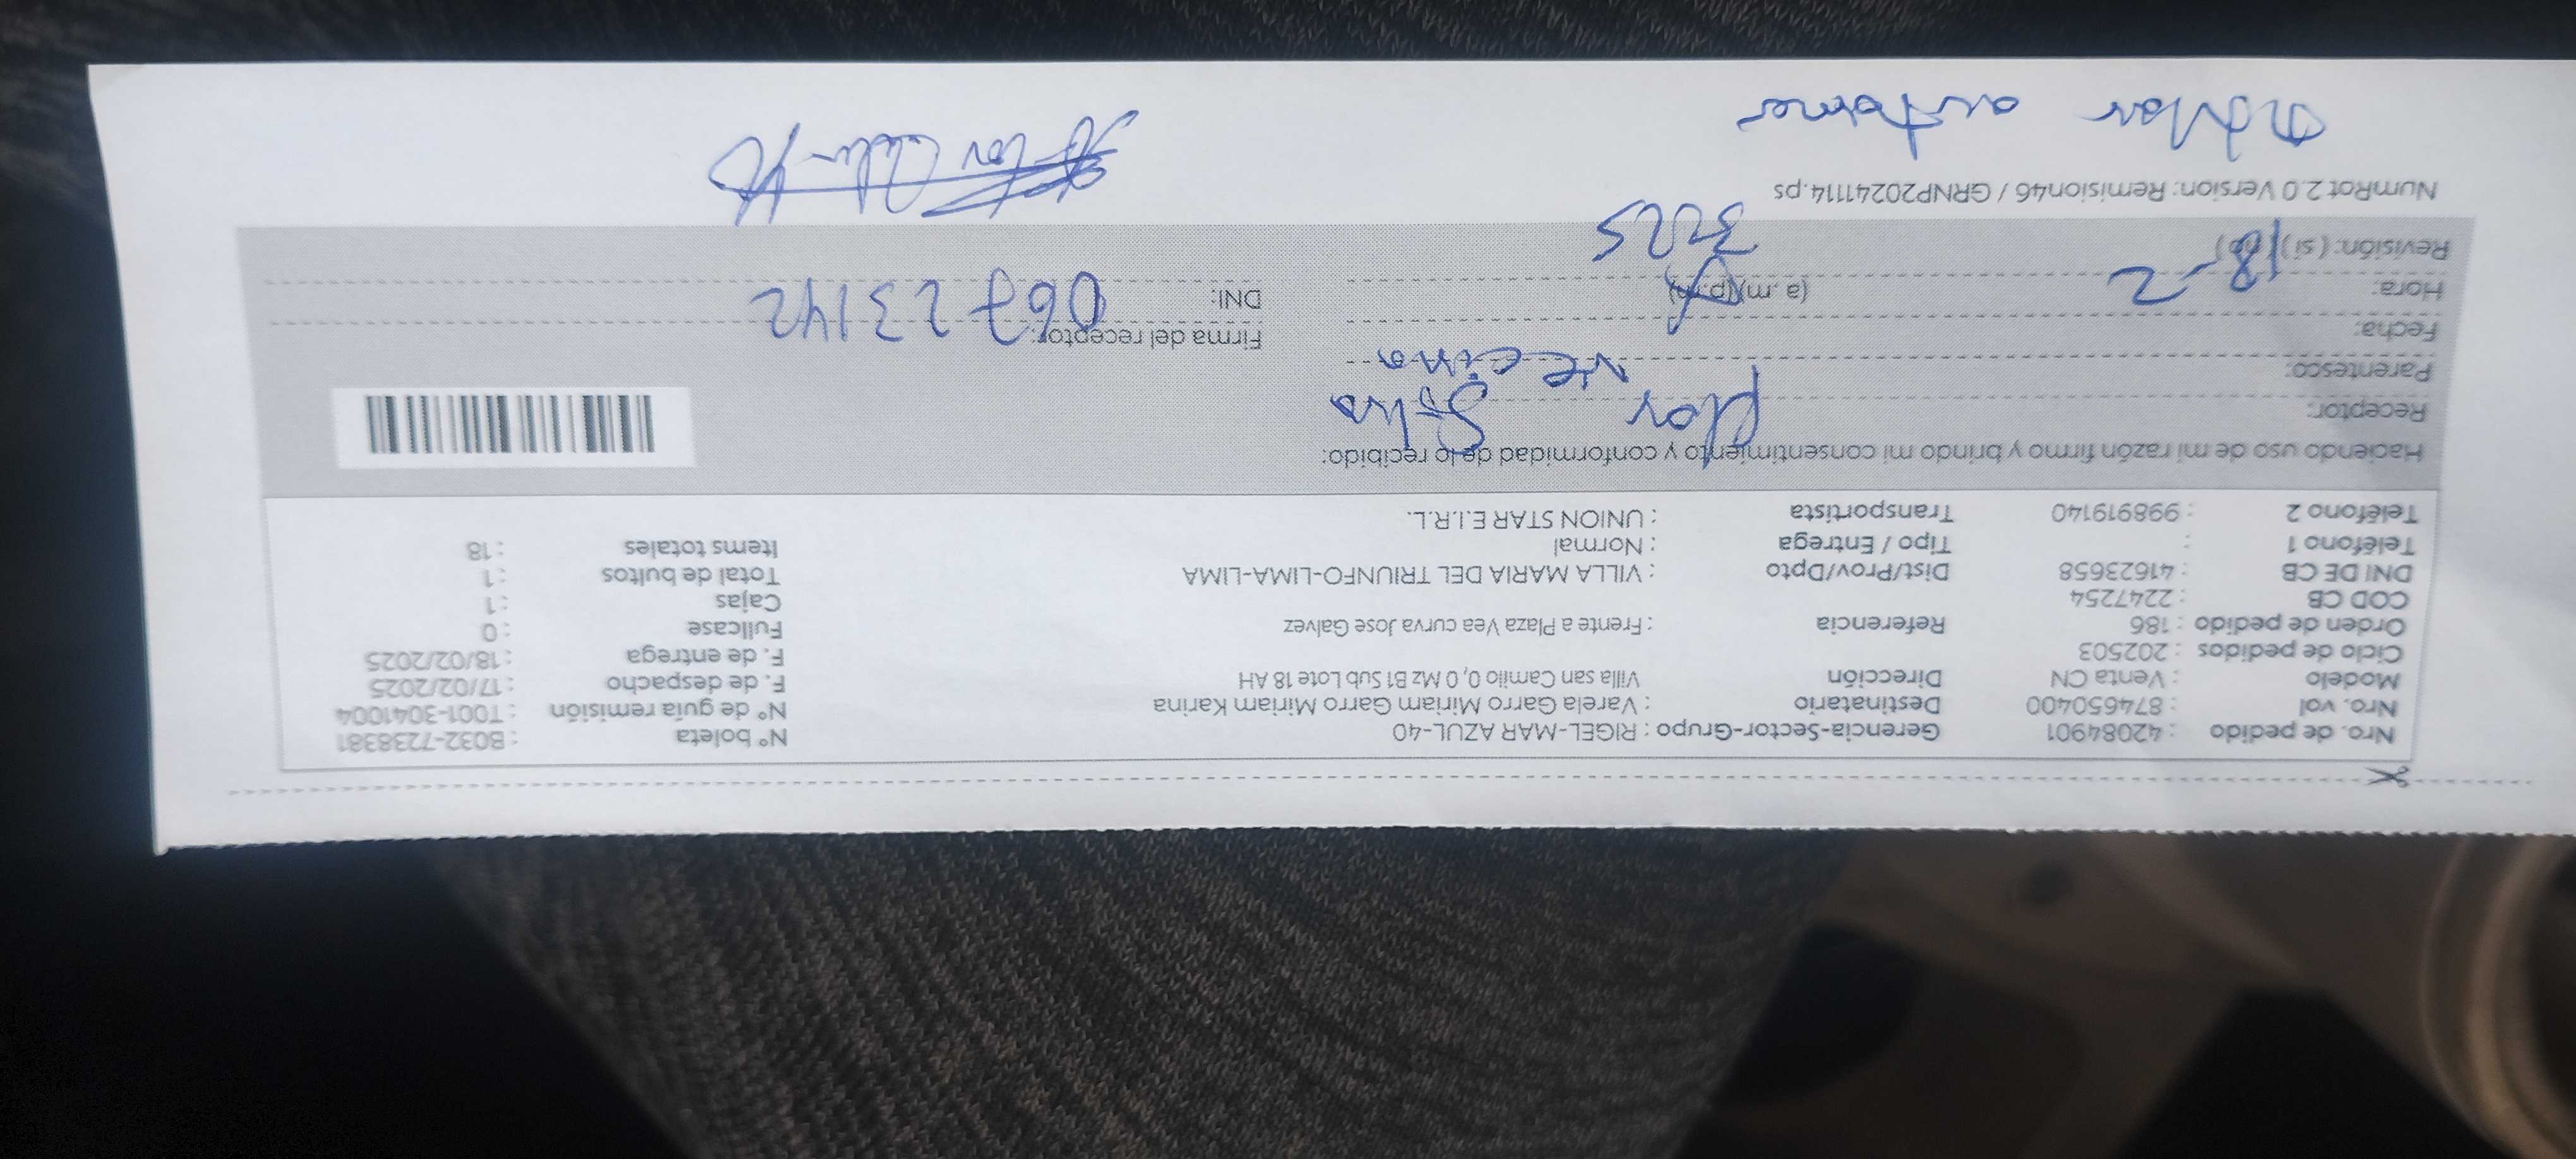 Nro. de pedido : 42084901 Gerencia-Sector-Grupo : RIGEL-MAR AZUL-40 N° boleta : B032-7238381
Nro. vol : 874650400 Destinatario : Varela Garro Miriam Garro Miriam Karina N° de guía remisión : T001-3041004
Modelo : Venta CN Dirección Villa san Camilo 0, 0 Mz B1 Sub Lote 18 AH F. de despacho : 17/02/2025
Ciclo de pedidos : 202503 F. de entrega : 18/02/2025
Orden de pedido : 186 Referencia : Frente a Plaza Vea curva Jose Galvez Fullcase : 0
COD CB : 2247254 Cajas : 1
DNI DE CB : 41623658 Dist/Prov/Dpto : VILLA MARIA DEL TRIUNFO-LIMA-LIMA Total de bultos : 1
Teléfono 1 : Tipo / Entrega : Normal Items totales : 18
Teléfono 2 : 998919140 Transportista : UNION STAR E.I.R.L.
Haciendo uso de mi razón firmo y brindo mi consentimiento y conformidad de lo recibido:
Receptor: Flor
Parentesco: vecina
Fecha: Firma del receptor:
Hora: 18-2 (a.m)(p.m) DNI: 06723142
Revisión: (si) (no) 3225
NumRot 2.0 Version: Remision46 / GRNP20241114.ps